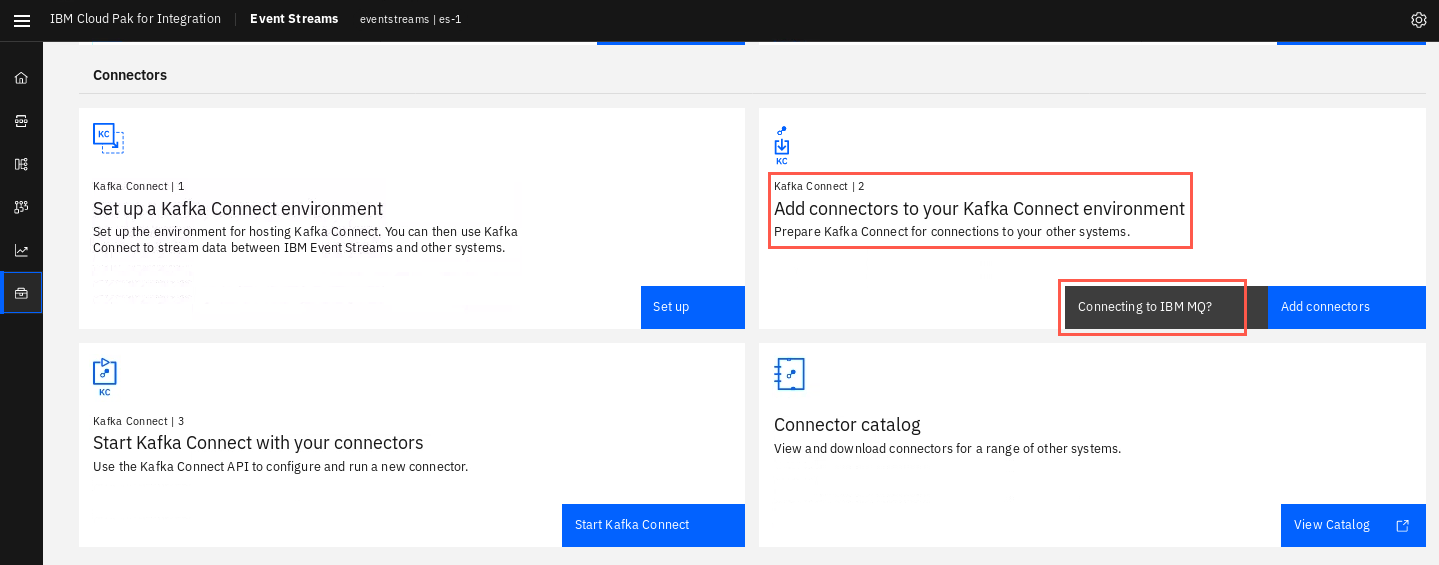 IBM Cloud Pak for Integration | Event Streams eventstreams | es-1
Connectors
KC
Kafka Connect | 1
Set up a Kafka Connect environment
Set up the environment for hosting Kafka Connect. You can then use Kafka
Connect to stream data between IBM Event Streams and other systems.
Set up
KC
Kafka Connect | 2
Add connectors to your Kafka Connect environment
Prepare Kafka Connect for connections to your other systems.
Connecting to IBM MQ?
Add connectors
KC
Kafka Connect | 3
Start Kafka Connect with your connectors
Use the Kafka Connect API to configure and run a new connector.
Start Kafka Connect
Connector catalog
View and download connectors for a range of other systems.
View Catalog